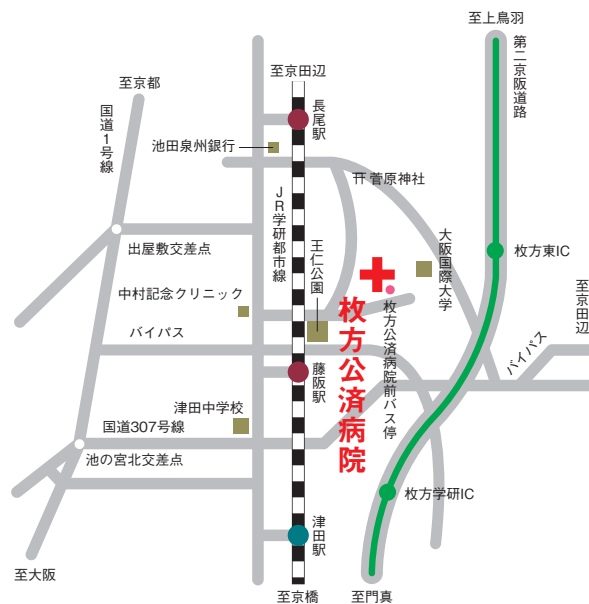 至上鳥羽
第二京阪道路
至京田辺
至京都
国道1号線
長尾駅
池田泉州銀行
菅原神社
JR学研都市線
王仁公園
大阪国際大学
出屋敷交差点
枚方東IC
中村記念クリニック
至京田辺
枚方公済病院
枚方公済病院前バス停
バイパス
バイパス
藤阪駅
津田中学校
国道307号線
池の宮北交差点
枚方学研IC
津田駅
至大阪
至京橋
至門真